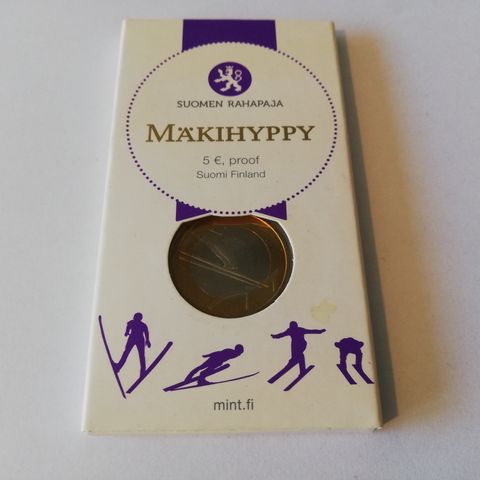 SUOMEN RAHAPAJA
MÄKIHYPPY
5 €, proof
Suomi Finland
mint.fi